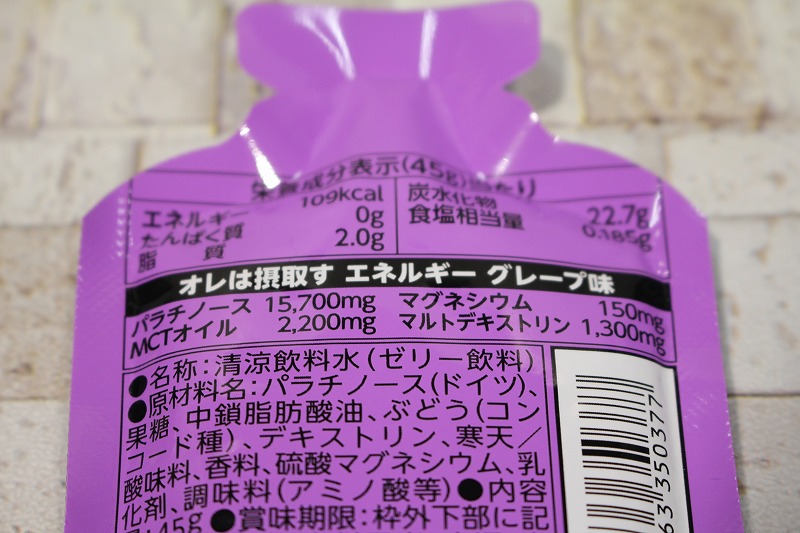 栄養成分表示(45g)当たり
エネルギー 109kcal
たんぱく質 0g
脂質 2.0g
炭水化物 22.7g
食塩相当量 0.185g
オレは摂取す エネルギー グレープ味
パラチノース 15,700mg マグネシウム 150mg
MCTオイル 2,200mg マルトデキストリン 1,300mg
●名称:清涼飲料水(ゼリー飲料)
●原材料名:パラチノース(ドイツ)、
果糖、中鎖脂肪酸油、ぶどう(コン
コード種)、デキストリン、寒天/
酸味料、香料、硫酸マグネシウム、乳
化剤、調味料(アミノ酸等)●内容
量:45g ●賞味期限:枠外下部に記
63 350377